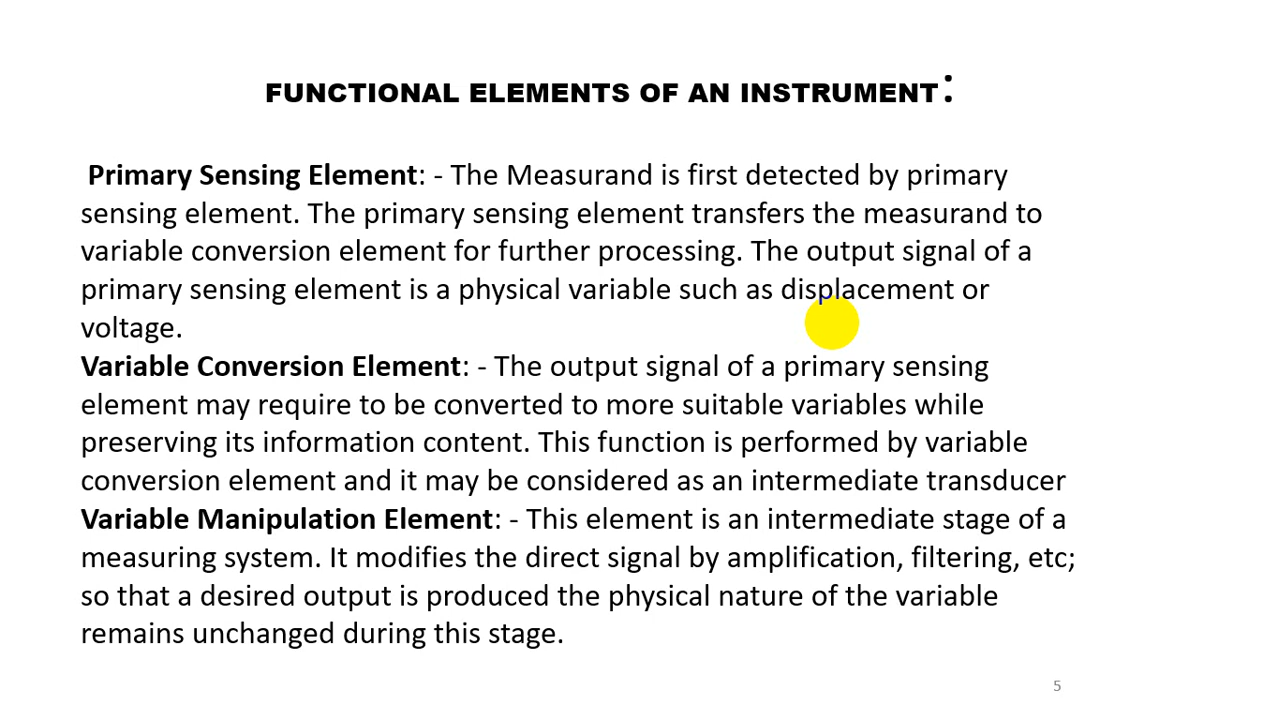 FUNCTIONAL ELEMENTS OF AN INSTRUMENT:
Primary Sensing Element: - The Measurand is first detected by primary
sensing element. The primary sensing element transfers the measurand to
variable conversion element for further processing. The output signal of a
primary sensing element is a physical variable such as displacement or
voltage.
Variable Conversion Element: - The output signal of a primary sensing
element may require to be converted to more suitable variables while
preserving its information content. This function is performed by variable
conversion element and it may be considered as an intermediate transducer
Variable Manipulation Element: - This element is an intermediate stage of a
measuring system. It modifies the direct signal by amplification, filtering, etc;
so that a desired output is produced the physical nature of the variable
remains unchanged during this stage.
5